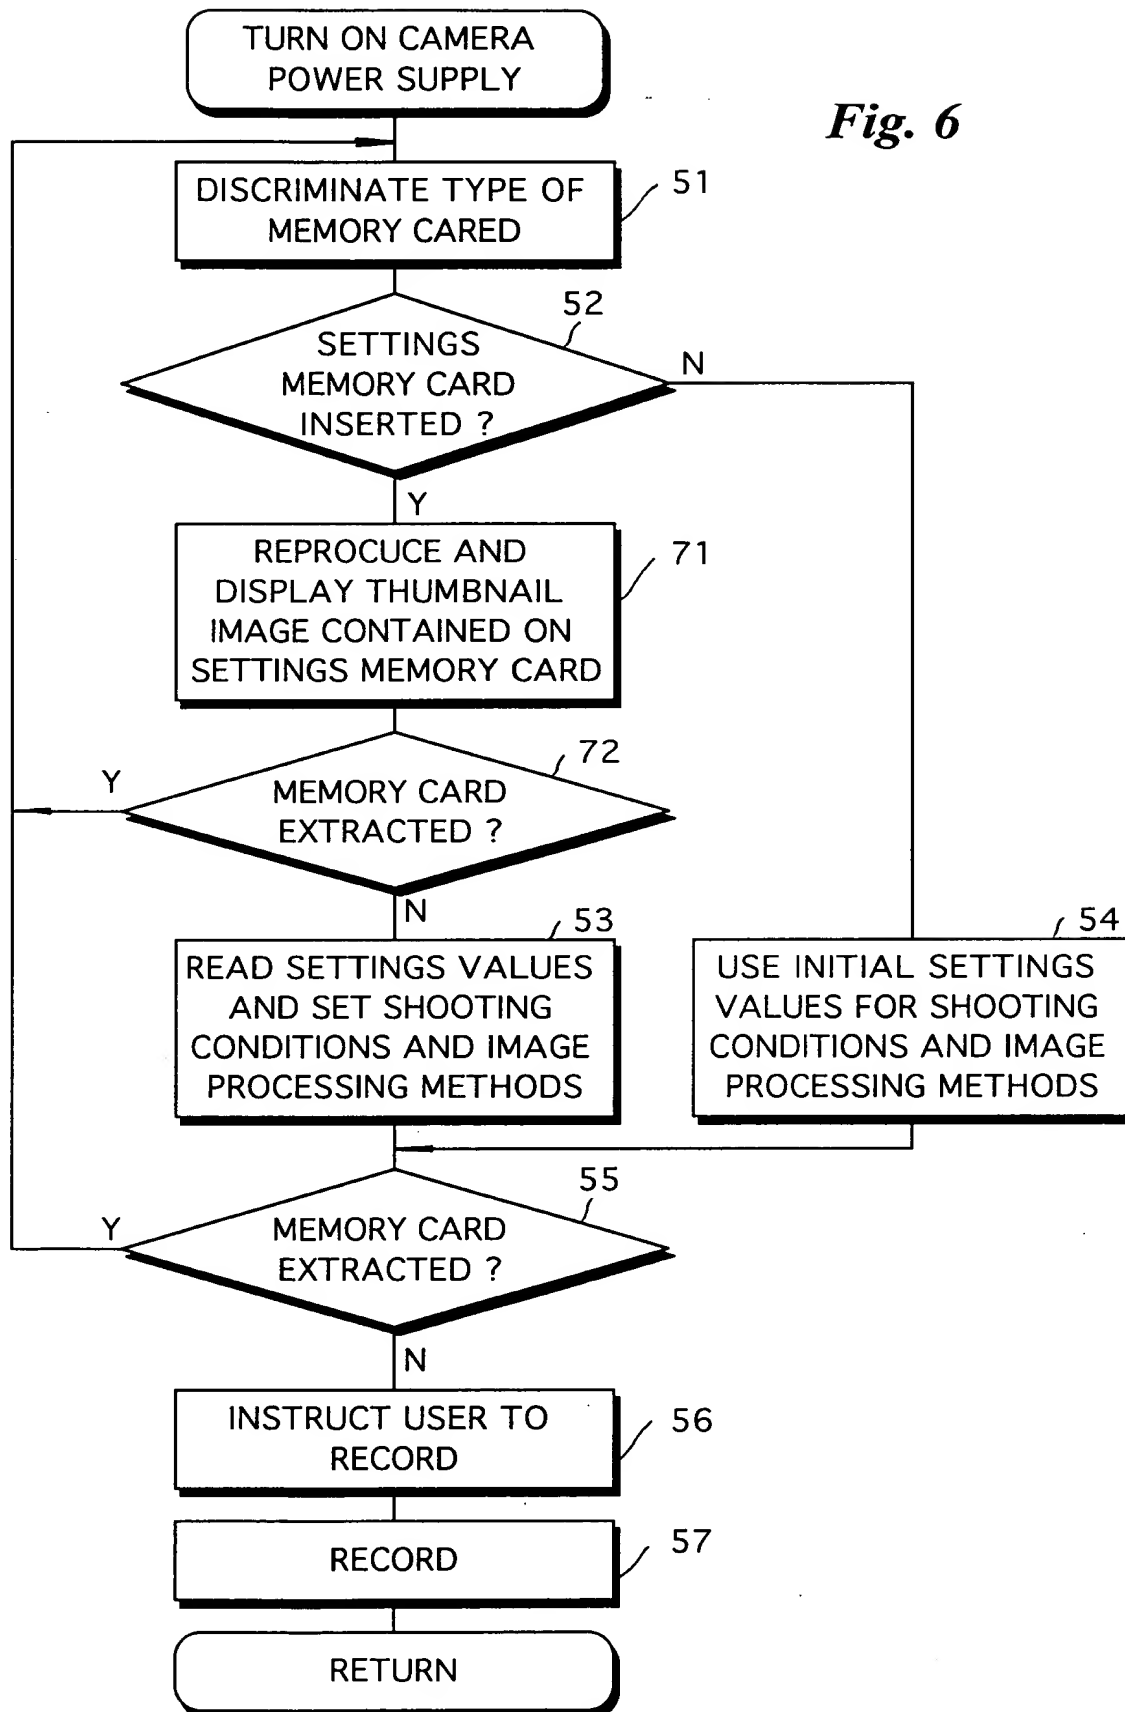 TURN ON CAMERA
POWER SUPPLY
Fig. 6
DISCRIMINATE TYPE OF
MEMORY CARED
51
52
SETTINGS
MEMORY CARD
INSERTED ?
N
Y
REPROCUCE AND
DISPLAY THUMBNAIL
IMAGE CONTAINED ON
SETTINGS MEMORY CARD
71
72
Y
MEMORY CARD
EXTRACTED ?
N
53
READ SETTINGS VALUES
AND SET SHOOTING
CONDITIONS AND IMAGE
PROCESSING METHODS
54
USE INITIAL SETTINGS
VALUES FOR SHOOTING
CONDITIONS AND IMAGE
PROCESSING METHODS
55
Y
MEMORY CARD
EXTRACTED ?
N
INSTRUCT USER TO
RECORD
56
RECORD
57
RETURN